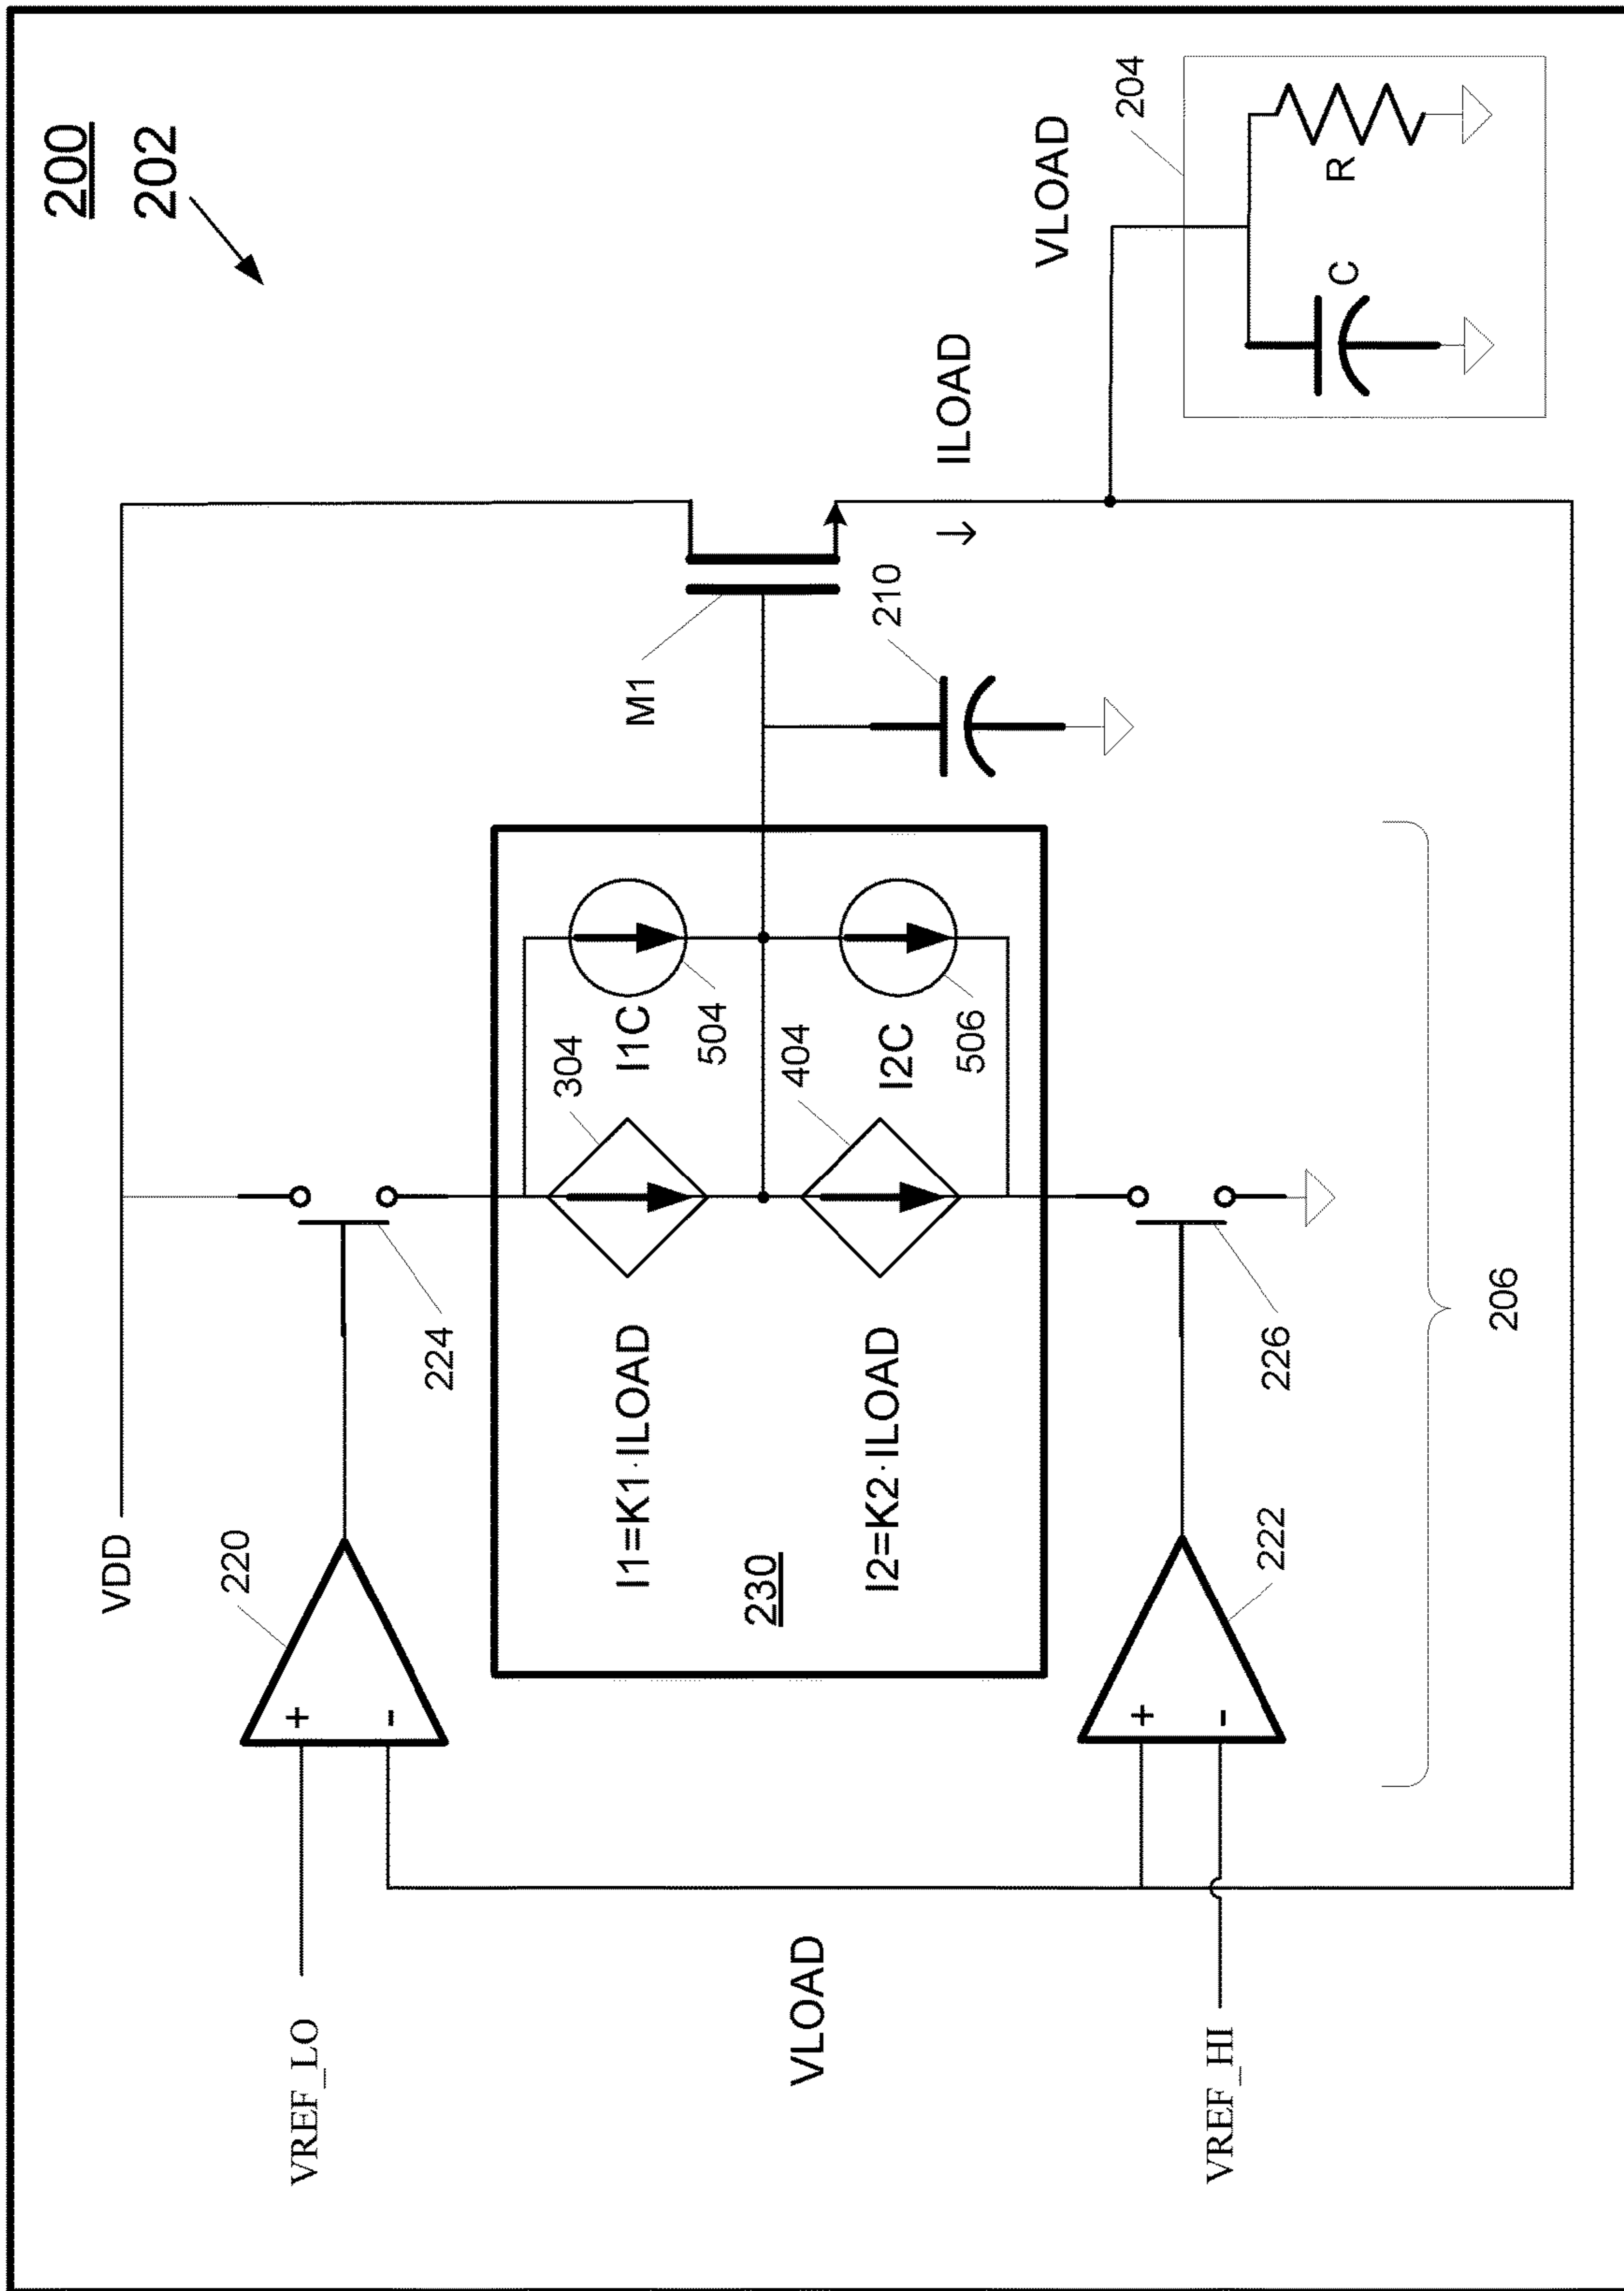 200
202
VDD
220
224
VREF_LO
+
-
I1=K1·ILOAD
304
I1C
504
M1
230
404
I2=K2·ILOAD
I2C
506
210
ILOAD
VLOAD
VLOAD
204
C
R
+
-
VREF_HI
222
226
206